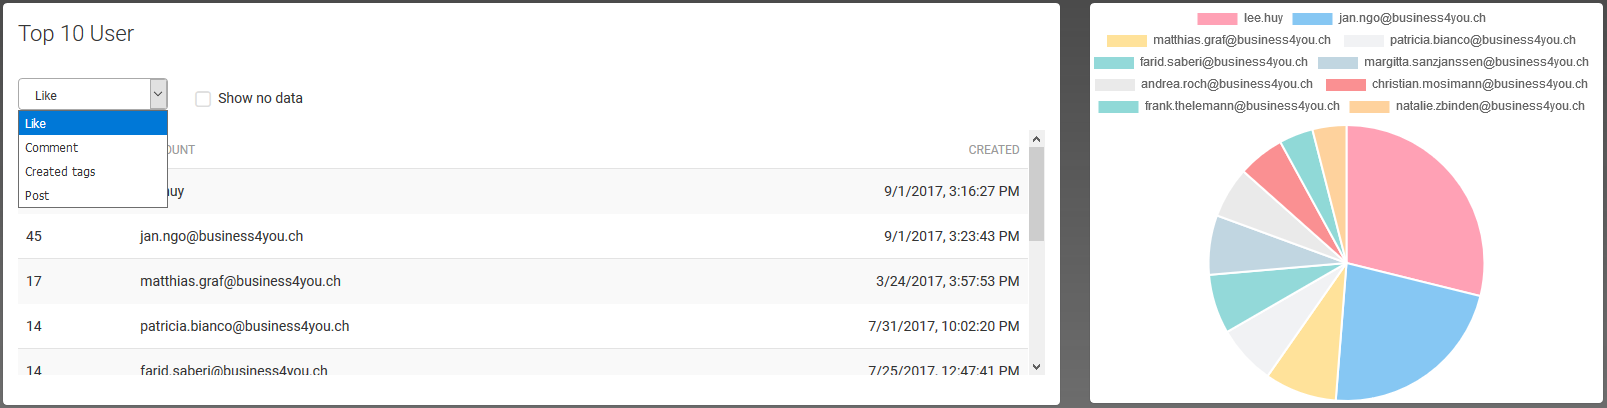 Top 10 User
Like
Show no data
Like
Comment
Created tags
Post
OUNT CREATED
huy 9/1/2017, 3:16:27 PM
45 jan.ngo@business4you.ch 9/1/2017, 3:23:43 PM
17 matthias.graf@business4you.ch 3/24/2017, 3:57:53 PM
14 patricia.bianco@business4you.ch 7/31/2017, 10:02:20 PM
14 farid.saberi@business4you.ch 7/25/2017, 12:47:41 PM
lee.huy jan.ngo@business4you.ch
matthias.graf@business4you.ch patricia.bianco@business4you.ch
farid.saberi@business4you.ch margitta.sanzjanssen@business4you.ch
andrea.roch@business4you.ch christian.mosimann@business4you.ch
frank.thelemann@business4you.ch natalie.zbinden@business4you.ch